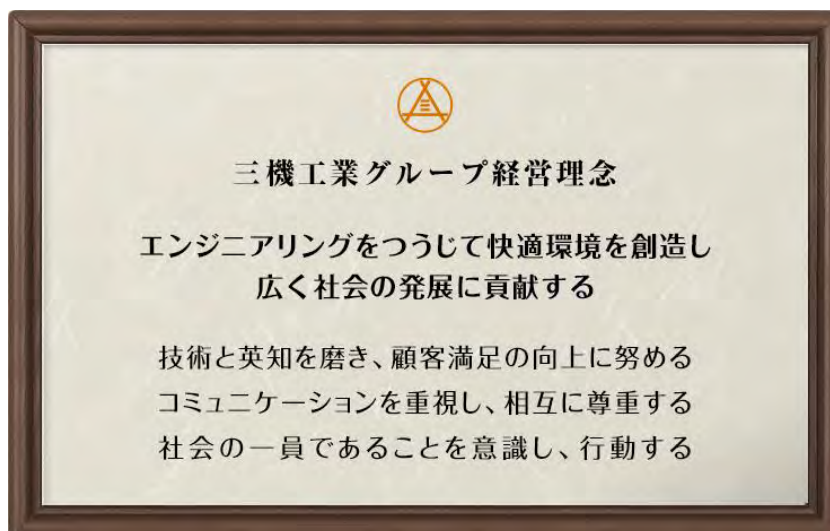 三機工業グループ経営理念
エンジニアリングをつうじて快適環境を創造し
広く社会の発展に貢献する
技術と英知を磨き、顧客満足の向上に努める
コミュニケーションを重視し、相互に尊重する
社会の一員であることを意識し、行動する